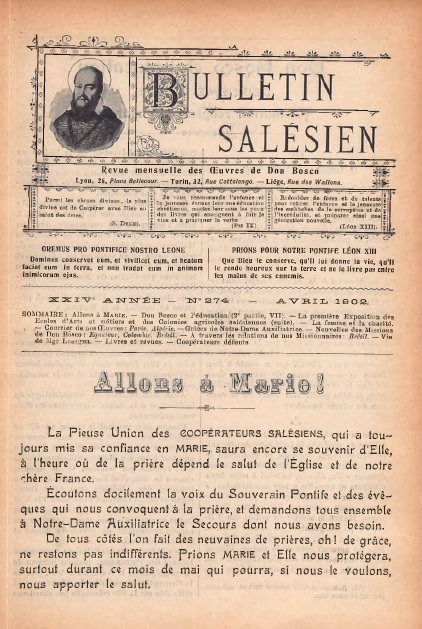 BULLETIN
SALÉSIEN
Revue mensuelle des Œuvres de Don Bosco
Lyon, 26, Place Bellecour. — Turin, 32, Rue Cottolengo. — Liége, Rue des Wallons.
Parmi les choses divines, la plus
divine est de Coopérer avec Dieu au
salut des âmes.
(S. DENIS).
Je vous recommande l'enfance et
la jeunesse
des livres qui enseignent à fuir le
vice et à pratiquer la vertu
(PIE IX).
Redoublez de forces et de talents
pour retirer l'enfance et la jeunesse
des embûches de la corruption et de
l'incrédulité, et préparer ainsi une
génération nouvelle.
(LÉON XIII).
OREMUS PRO PONTIFICE NOSTRO LEONE
Dominus conservet eum, et vivificet eum, et beatum
faciat eum in terra, et non tradat eum in animam
inimicorum ejus.
PRIONS POUR NOTRE PONTIFE LÉON XIII
Que Dieu le conserve, qu'Il lui donne la vie, qu'Il
le rende heureux sur la terre et ne le livre pas entre
les mains de ses ennemis.
XXIVᵉ ANNÉE — Nº 274 — AVRIL 1902
SOMMAIRE: Allons à MARIE. — Don Bosco et l'éducation (2ᵉ partie, VII). — La première Exposition des
Ecoles d'Arts et métiers et des Colonies agricoles salésiennes (suite). — La femme et la charité.
— Courrier de nos Œuvres: Paris, Algérie. — Grâces de Notre-Dame Auxiliatrice. — Nouvelles des Missions
de Don Bosco: Equateur, Colombie, Brésil. — A travers les relations de nos Missionnaires: Brésil. — Vie
de Mgr Lasagna. — Livres et revues. — Coopérateurs défunts
Allons à Marie!
La Pieuse Union des COOPÉRATEURS SALÉSIENS, qui a tou-
jours mis sa confiance en MARIE, saura encore se souvenir d'Elle,
à l'heure où de la prière dépend le salut de l'Eglise et de notre
chère France.
Écoutons docilement la voix du Souverain Pontife et des évê-
ques qui nous convoquent à la prière, et demandons tous ensemble
à Notre-Dame Auxiliatrice le Secours dont nous avons besoin.
De tous côtés l'on fait des neuvaines de prières, oh! de grâce,
ne restons pas indifférents. Prions MARIE et Elle nous protégera,
surtout durant ce mois de mai qui pourra, si nous le voulons,
nous apporter le salut.